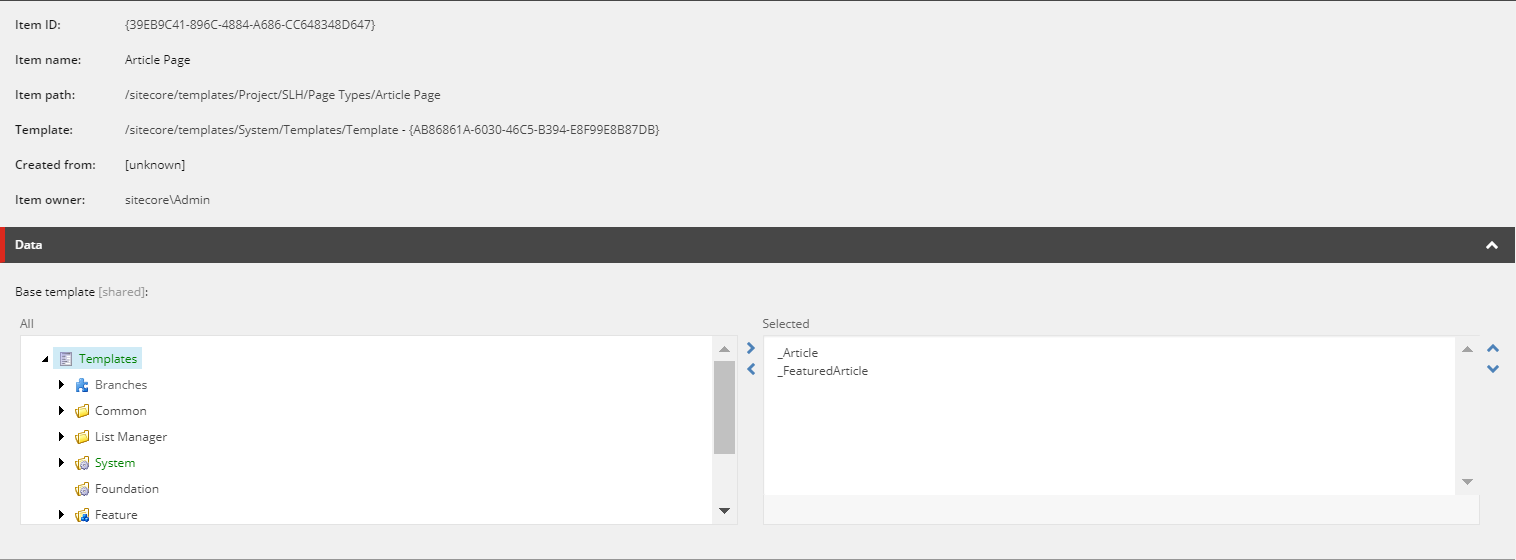 Item ID: {39EB9C41-896C-4884-A686-CC648348D647}
Item name: Article Page
Item path: /sitecore/templates/Project/SLH/Page Types/Article Page
Template: /sitecore/templates/System/Templates/Template - {AB86861A-6030-46C5-B394-E8F99E8B87DB}
Created from: [unknown]
Item owner: sitecore\Admin
Data
Base template [shared]:
All
Templates
Branches
Common
List Manager
System
Foundation
Feature
Selected
_Article
_FeaturedArticle